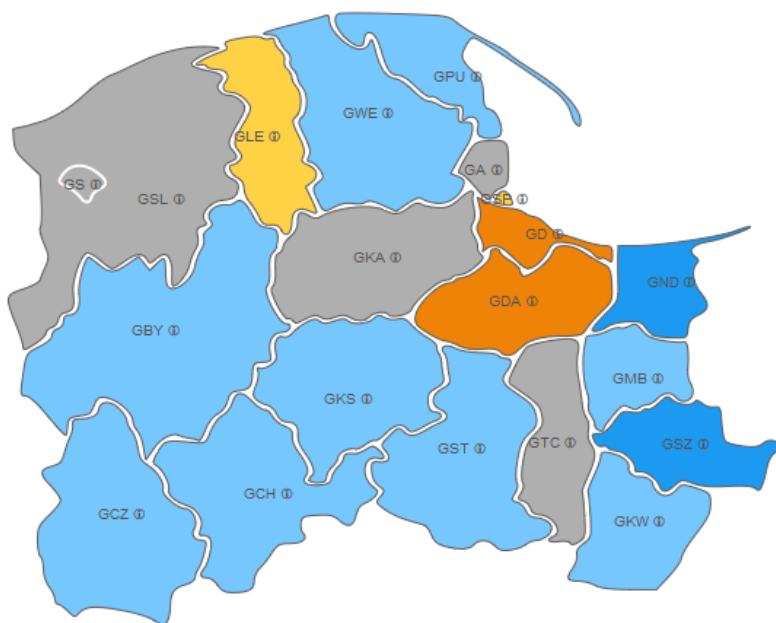 GPU ⓘ
GWE ⓘ
GLE ⓘ
GA ⓘ
GS ⓘ
GSL ⓘ
GSP ⓘ
GD ⓘ
GKA ⓘ
GND ⓘ
GDA ⓘ
GBY ⓘ
GMB ⓘ
GKS ⓘ
GST ⓘ
GTC ⓘ
GSZ ⓘ
GCH ⓘ
GCZ ⓘ
GKW ⓘ